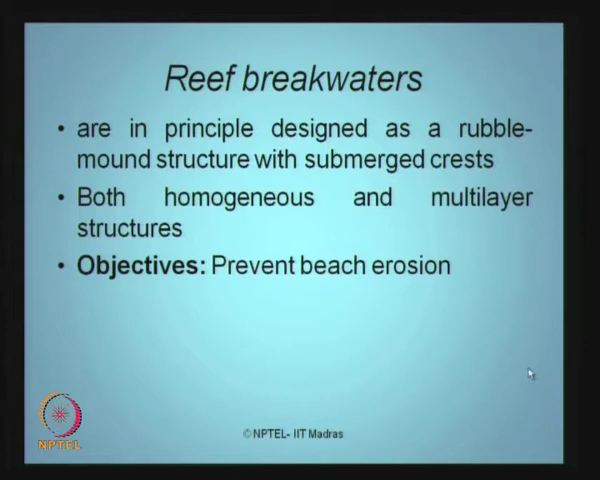 Reef breakwaters
• are in principle designed as a rubble-
mound structure with submerged crests
• Both homogeneous and multilayer
structures
• Objectives: Prevent beach erosion
NPTEL
© NPTEL- IIT Madras